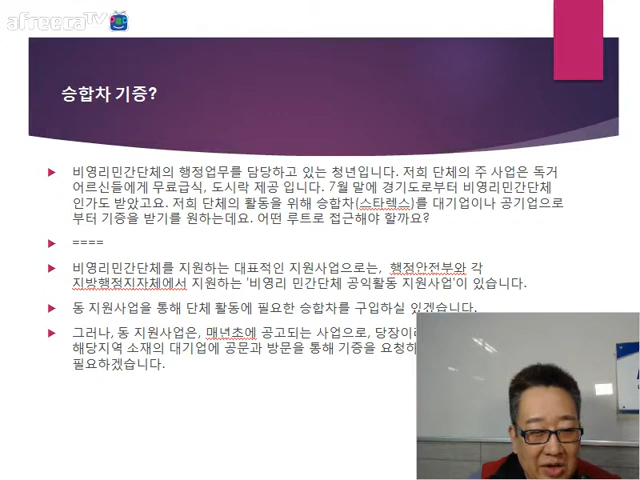 afreecaTV
승합차 기증?
비영리민간단체의 행정업무를 담당하고 있는 청년입니다. 저희 단체의 주 사업은 독거
어르신들에게 무료급식, 도시락 제공 입니다. 7월 말에 경기도로부터 비영리민간단체
인가도 받았고요. 저희 단체의 활동을 위해 승합차(스타렉스)를 대기업이나 공기업으로
부터 기증을 받기를 원하는데요. 어떤 루트로 접근해야 할까요?
====
비영리민간단체를 지원하는 대표적인 지원사업으로는, 행정안전부와 각
지방행정지자체에서 지원하는 '비영리 민간단체 공익활동 지원사업'이 있습니다.
동 지원사업을 통해 단체 활동에 필요한 승합차를 구입하실 있겠습니다.
그러나, 동 지원사업은, 매년초에 공고되는 사업으로,
해당지역 소재의 대기업에 공문과 방문을 통해 기증을
필요하겠습니다.